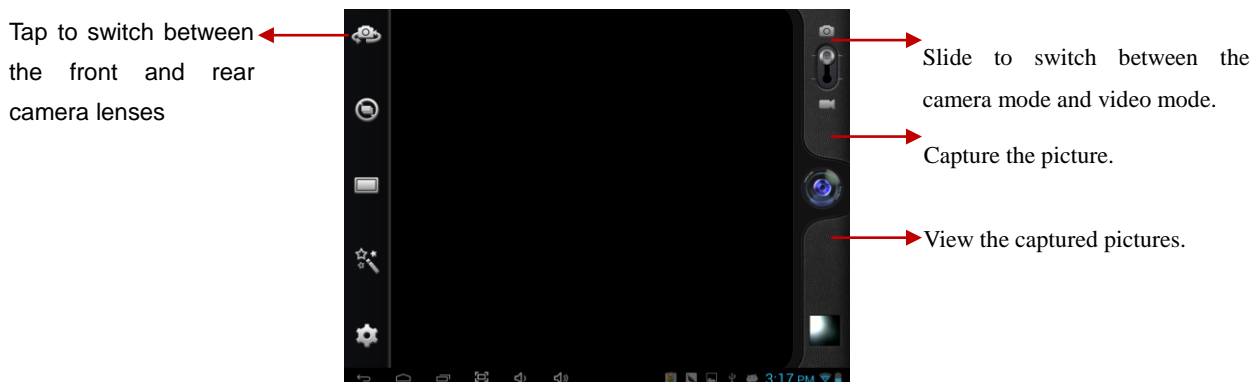 Tap to switch between
the front and rear
camera lenses
Slide to switch between the
camera mode and video mode.
Capture the picture.
View the captured pictures.
3:17 PM